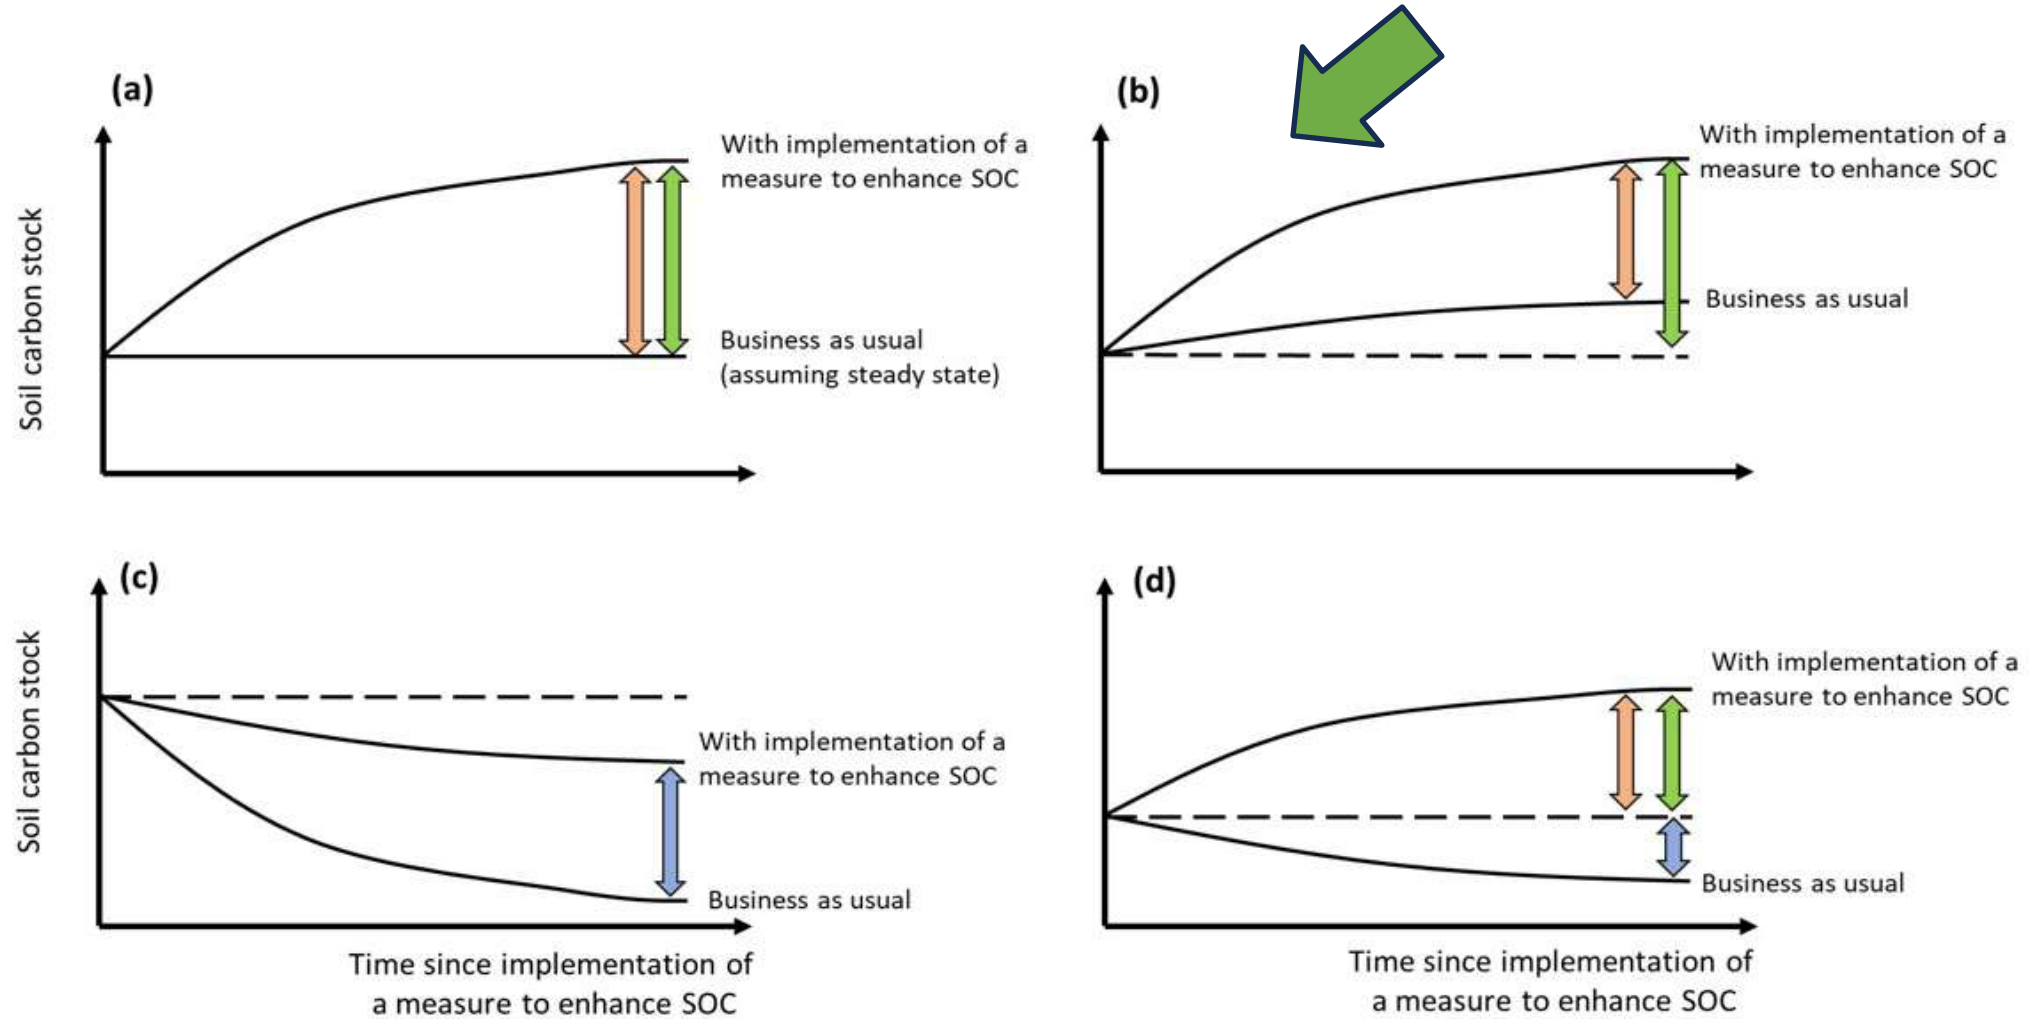 (a)
With implementation of a
measure to enhance SOC
Business as usual
(assuming steady state)
Soil carbon stock
(b)
With implementation of a
measure to enhance SOC
Business as usual
(c)
With implementation of a
measure to enhance SOC
Business as usual
Soil carbon stock
Time since implementation of
a measure to enhance SOC
(d)
With implementation of a
measure to enhance SOC
Business as usual
Time since implementation of
a measure to enhance SOC